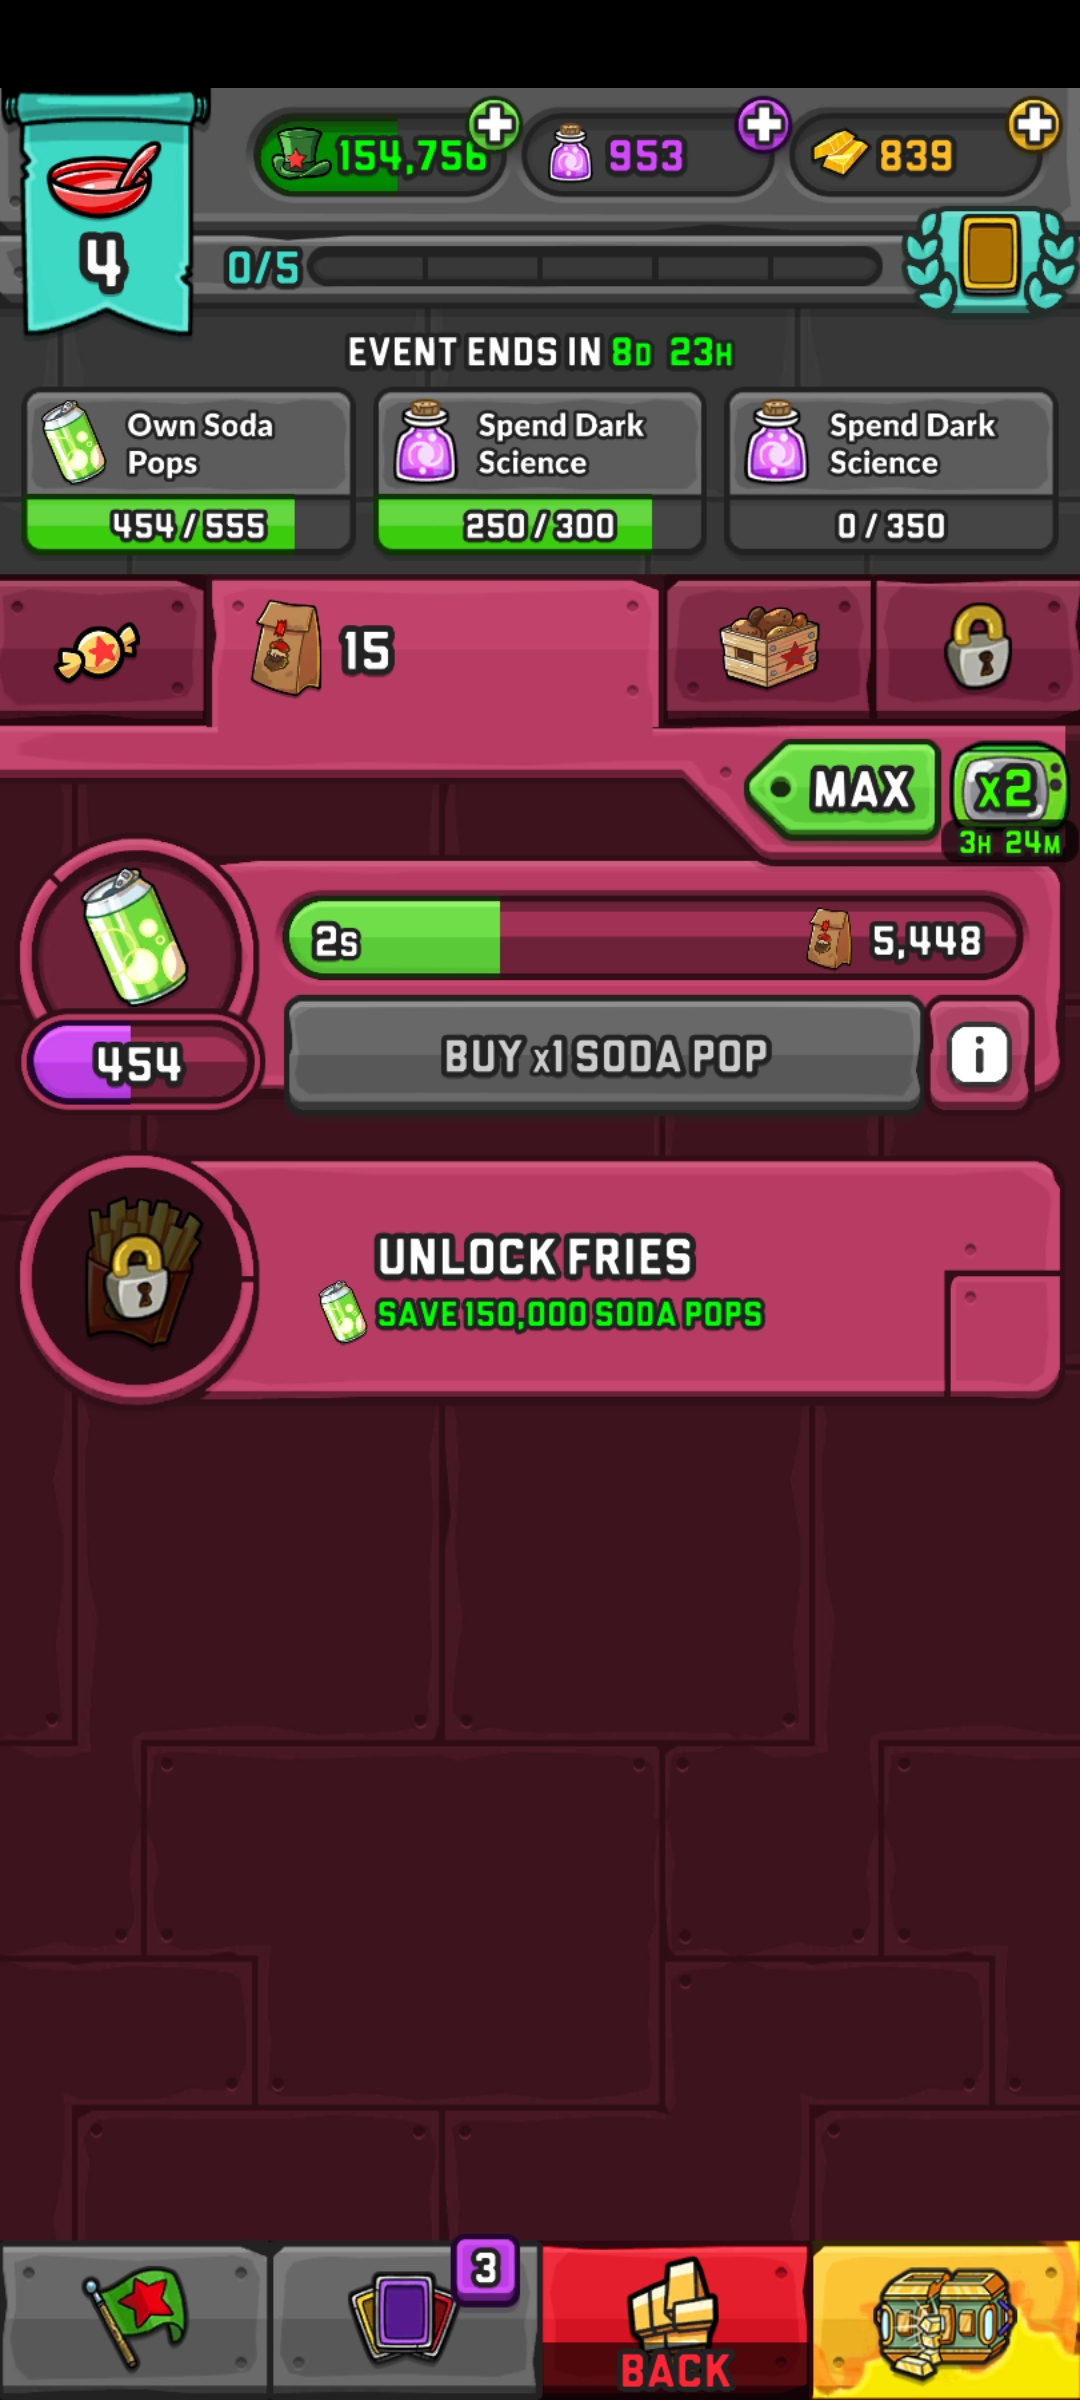 154,756
953
839
4
0/5
EVENT ENDS IN 8D 23H
Own Soda
Pops
454/555
Spend Dark
Science
250/300
Spend Dark
Science
0/350
15
MAX
x2
3H 24M
2S
5,448
454
BUY x1 SODA POP
i
UNLOCK FRIES
SAVE 150,000 SODA POPS
3
BACK